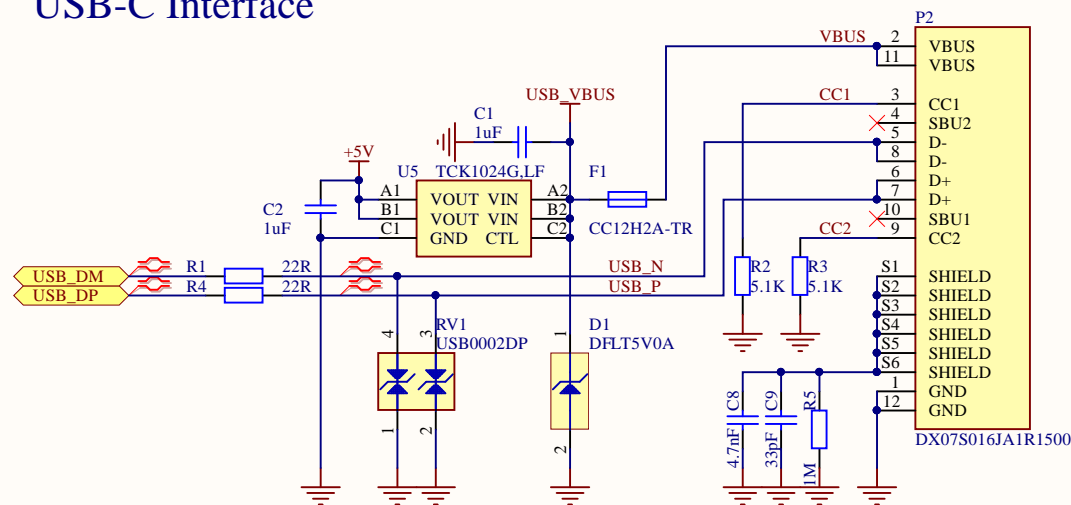 USB-C Interface
P2
VBUS 2 VBUS
11 VBUS
USB_VBUS
CC1 3 CC1
C1
1uF
4 SBU2
5 D-
+5V
8 D-
U5 TCK1024G,LF F1
6 D+
A1 VOUT VIN A2
7 D+
C2
1uF
B1 VOUT VIN B2
10 SBU1
CC12H2A-TR
C1 GND CTL C2
CC2 9 CC2
USB_DM R1 22R USB_N
R2
5.1K
R3
5.1K
S1 SHIELD
USB_DP R4 22R USB_P
S2 SHIELD
S3 SHIELD
4 3 RV1
USB0002DP
1 D1
DFLT5V0A
S4 SHIELD
S5 SHIELD
S6 SHIELD
1 GND
12 GND
C8
4.7nF
C9
33pF
R5
1M
1 2
2
DX07S016JA1R1500